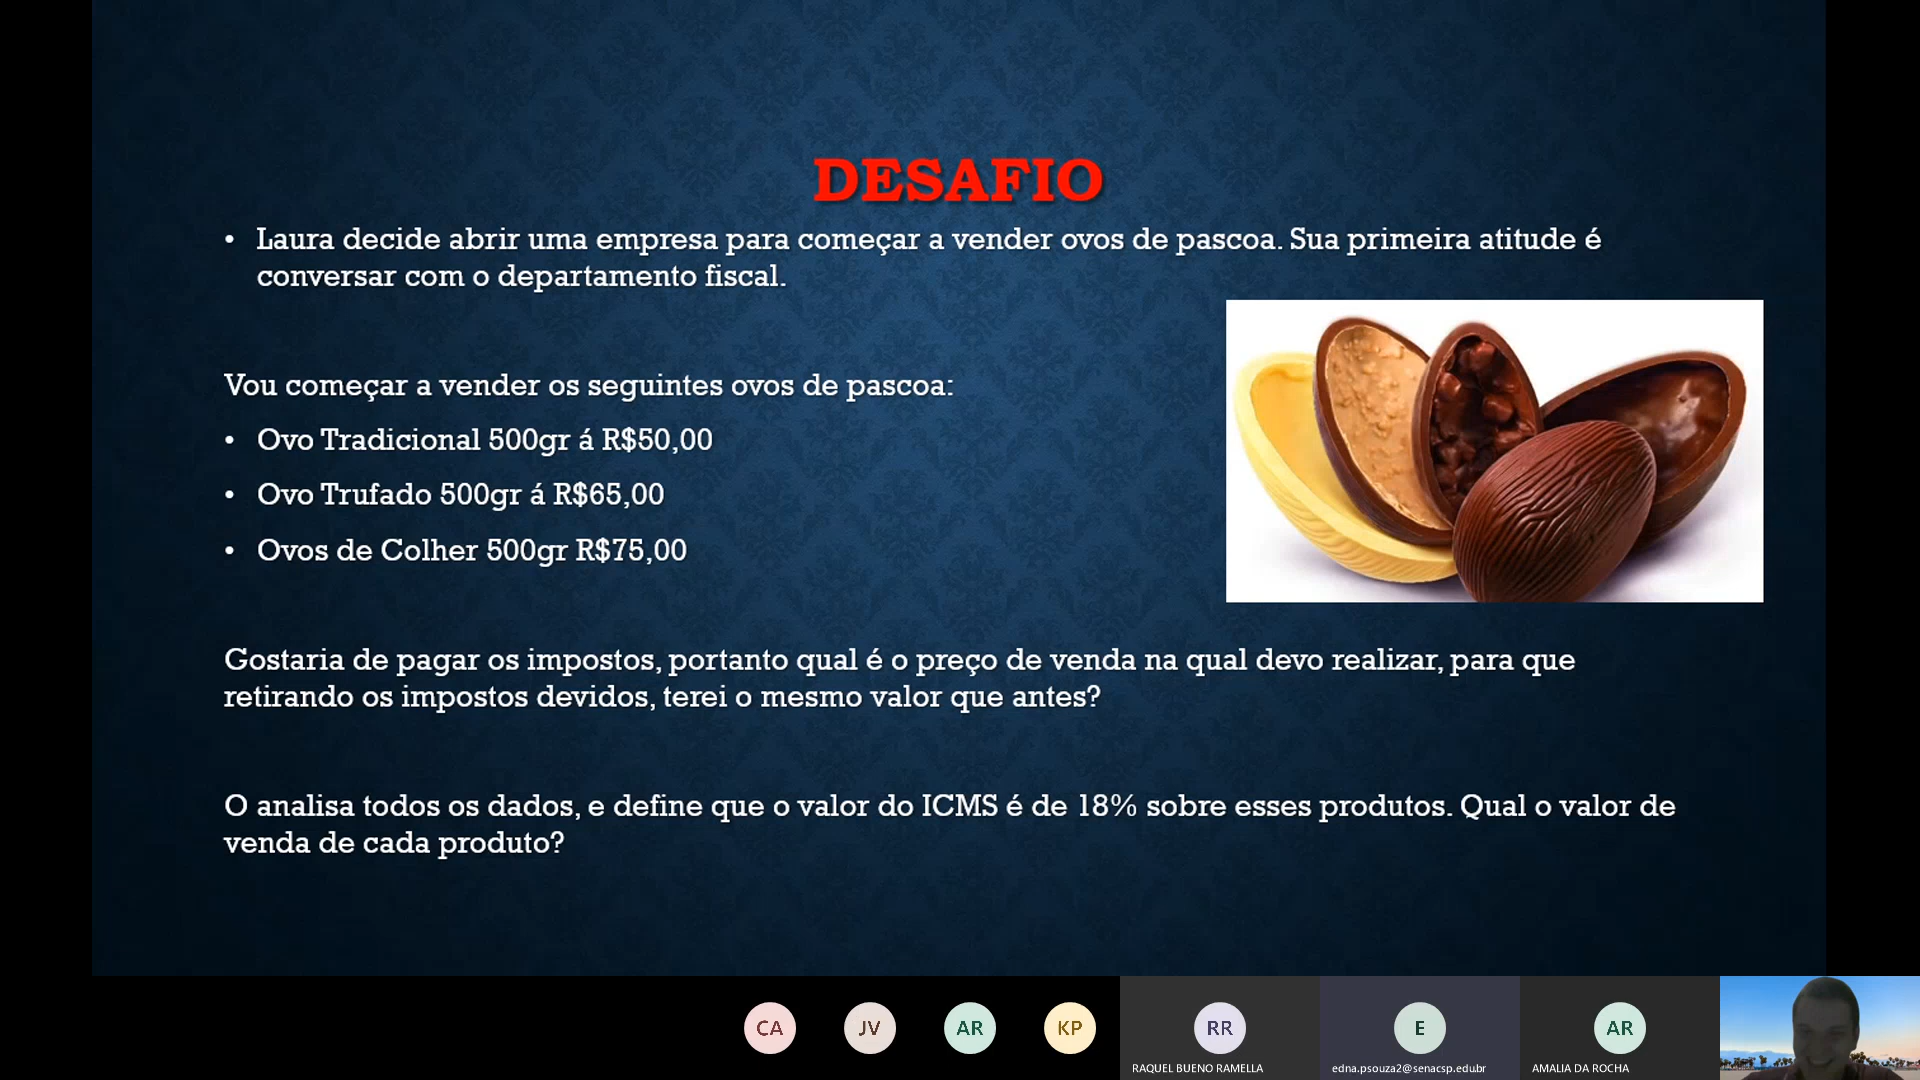 DESAFIO
• Laura decide abrir uma empresa para começar a vender ovos de pascoa. Sua primeira atitude é
conversar com o departamento fiscal.
Vou começar a vender os seguintes ovos de pascoa:
• Ovo Tradicional 500gr á R$50,00
• Ovo Trufado 500gr á R$65,00
• Ovos de Colher 500gr R$75,00
Gostaria de pagar os impostos, portanto qual é o preço de venda na qual devo realizar, para que
retirando os impostos devidos, terei o mesmo valor que antes?
O analisa todos os dados, e define que o valor do ICMS é de 18% sobre esses produtos. Qual o valor de
venda de cada produto?
CA JV AR KP RR E AR
RAQUEL BUENO RAMELLA edna.psouza2@senacsp.edu.br AMALIA DA ROCHA